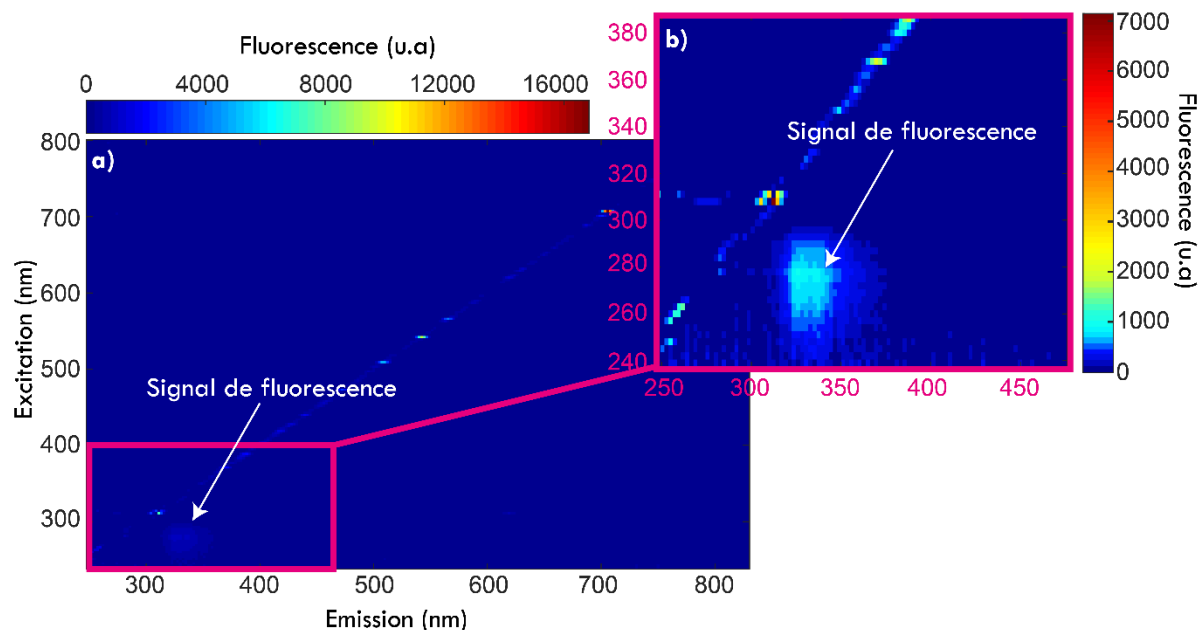 Fluorescence (u.a)
0 4000 8000 12000 16000
a)
Excitation (nm)
800
700
600
500
400
300
Signal de fluorescence
300 400 500 600 700 800
Emission (nm)
b)
380
360
340
320
300
280
260
240
Signal de fluorescence
250 300 350 400 450
7000
6000
5000
4000
3000
2000
1000
0
Fluorescence (u.a)